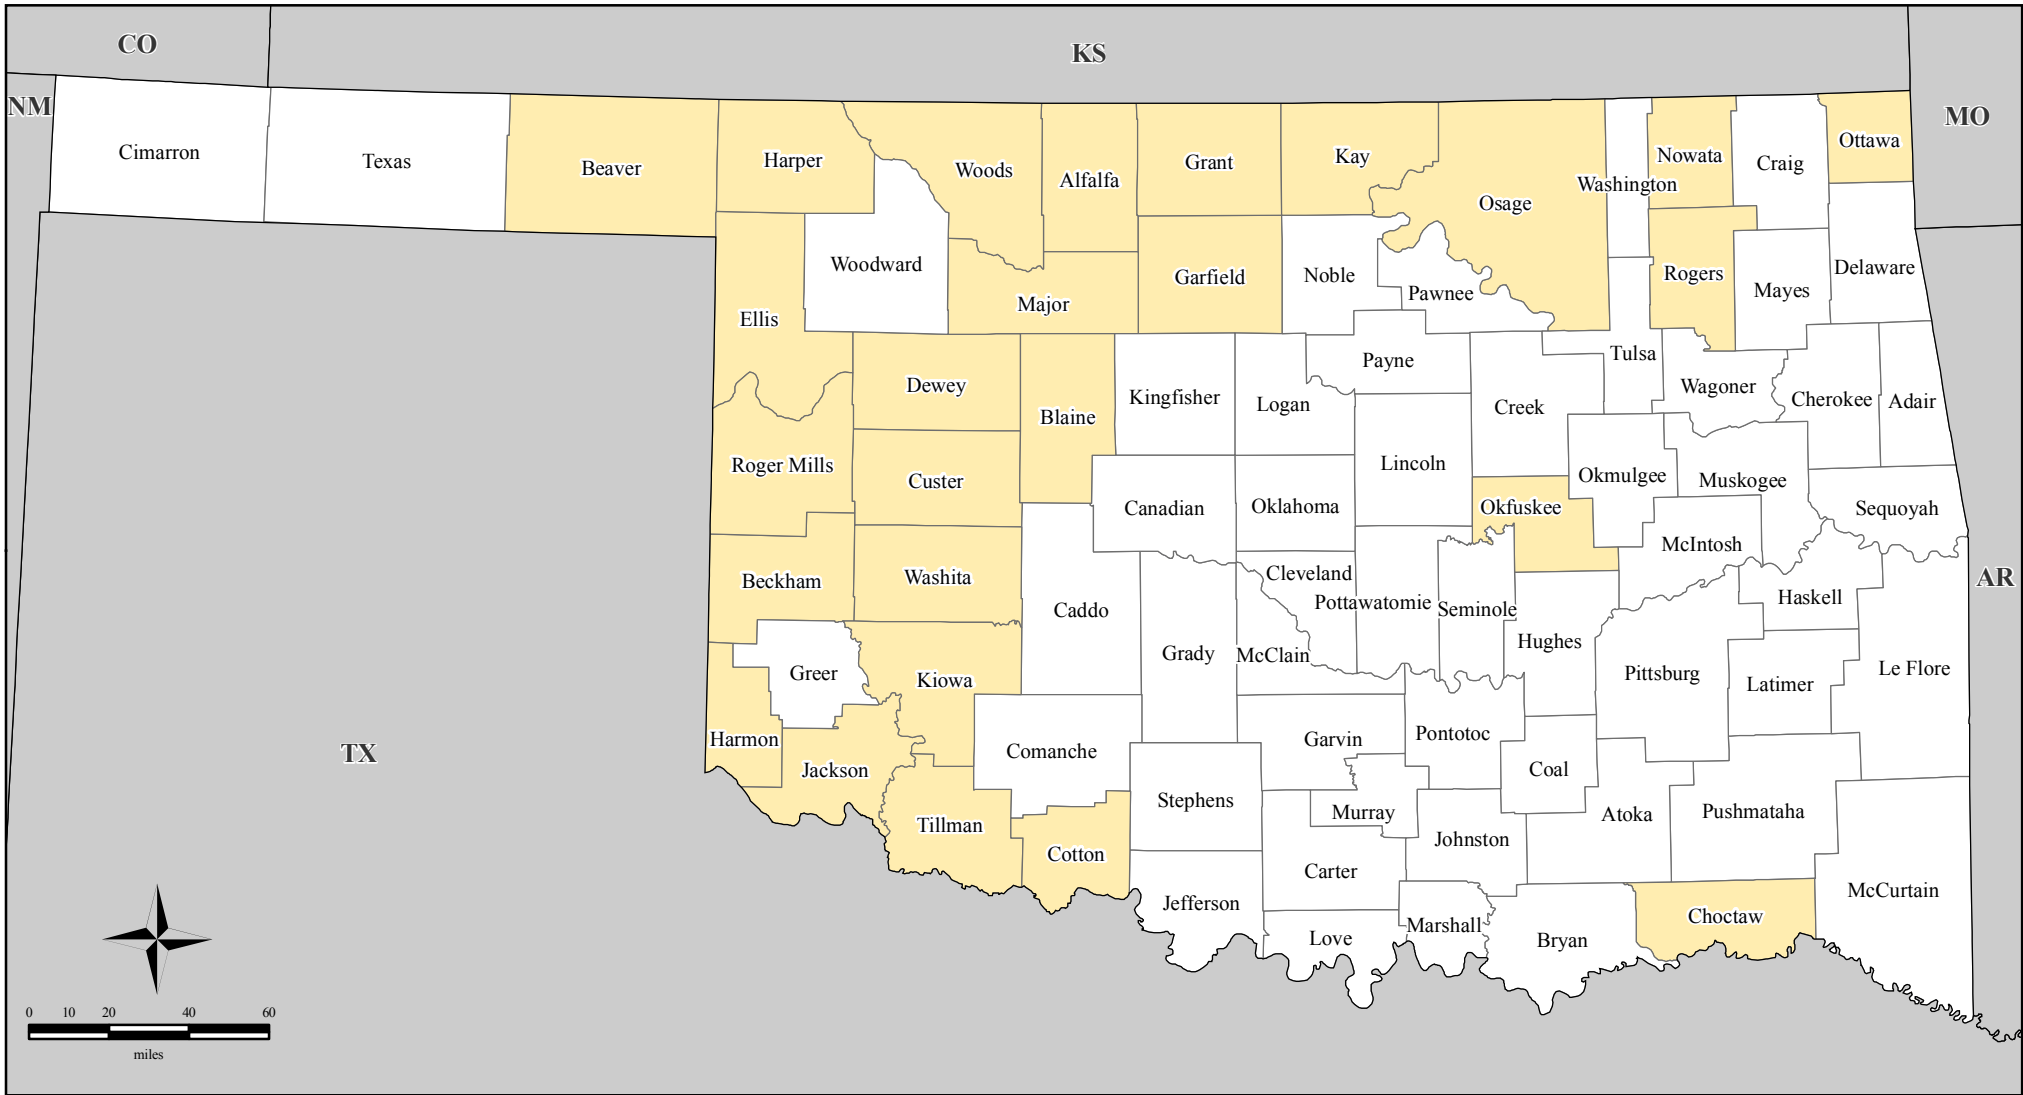 CO
KS
NM
MO
Cimarron
Texas
Beaver
Harper
Woods
Alfalfa
Grant
Kay
Osage
Washington
Nowata
Craig
Ottawa
Woodward
Ellis
Major
Garfield
Noble
Pawnee
Rogers
Mayes
Delaware
Dewey
Blaine
Kingfisher
Logan
Payne
Creek
Tulsa
Wagoner
Cherokee
Adair
Roger Mills
Custer
Canadian
Oklahoma
Lincoln
Okfuskee
Okmulgee
Muskogee
Sequoyah
McIntosh
Beckham
Washita
Caddo
Cleveland
Pottawatomie
Seminole
Haskell
AR
Greer
Kiowa
Grady
McClain
Hughes
Pittsburg
Latimer
Le Flore
TX
Harmon
Jackson
Comanche
Garvin
Pontotoc
Coal
Tillman
Cotton
Stephens
Murray
Johnston
Atoka
Pushmataha
Carter
Jefferson
Love
Marshall
Bryan
Choctaw
McCurtain
0 10 20 40 60
miles